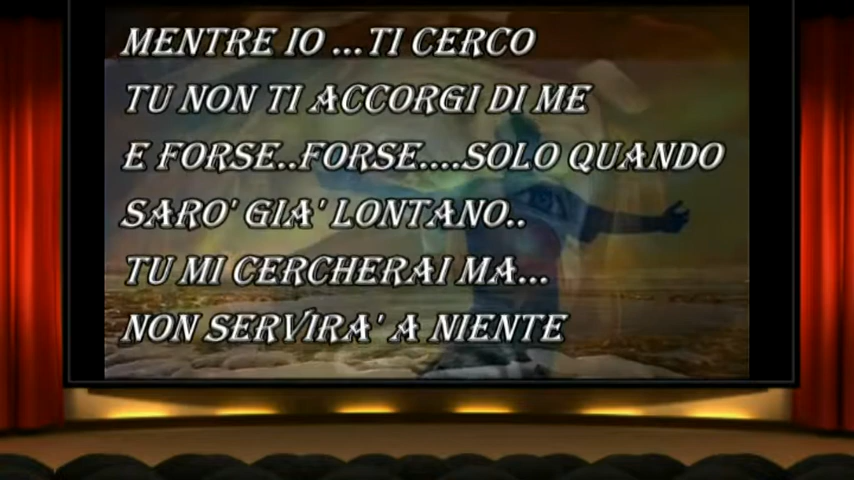 MENTRE IO ...TI CERCO
TU NON TI ACCORGI DI ME
E FORSE..FORSE....SOLO QUANDO
SARO' GIA' LONTANO..
TU MI CERCHERAI MA...
NON SERVIRA' A NIENTE